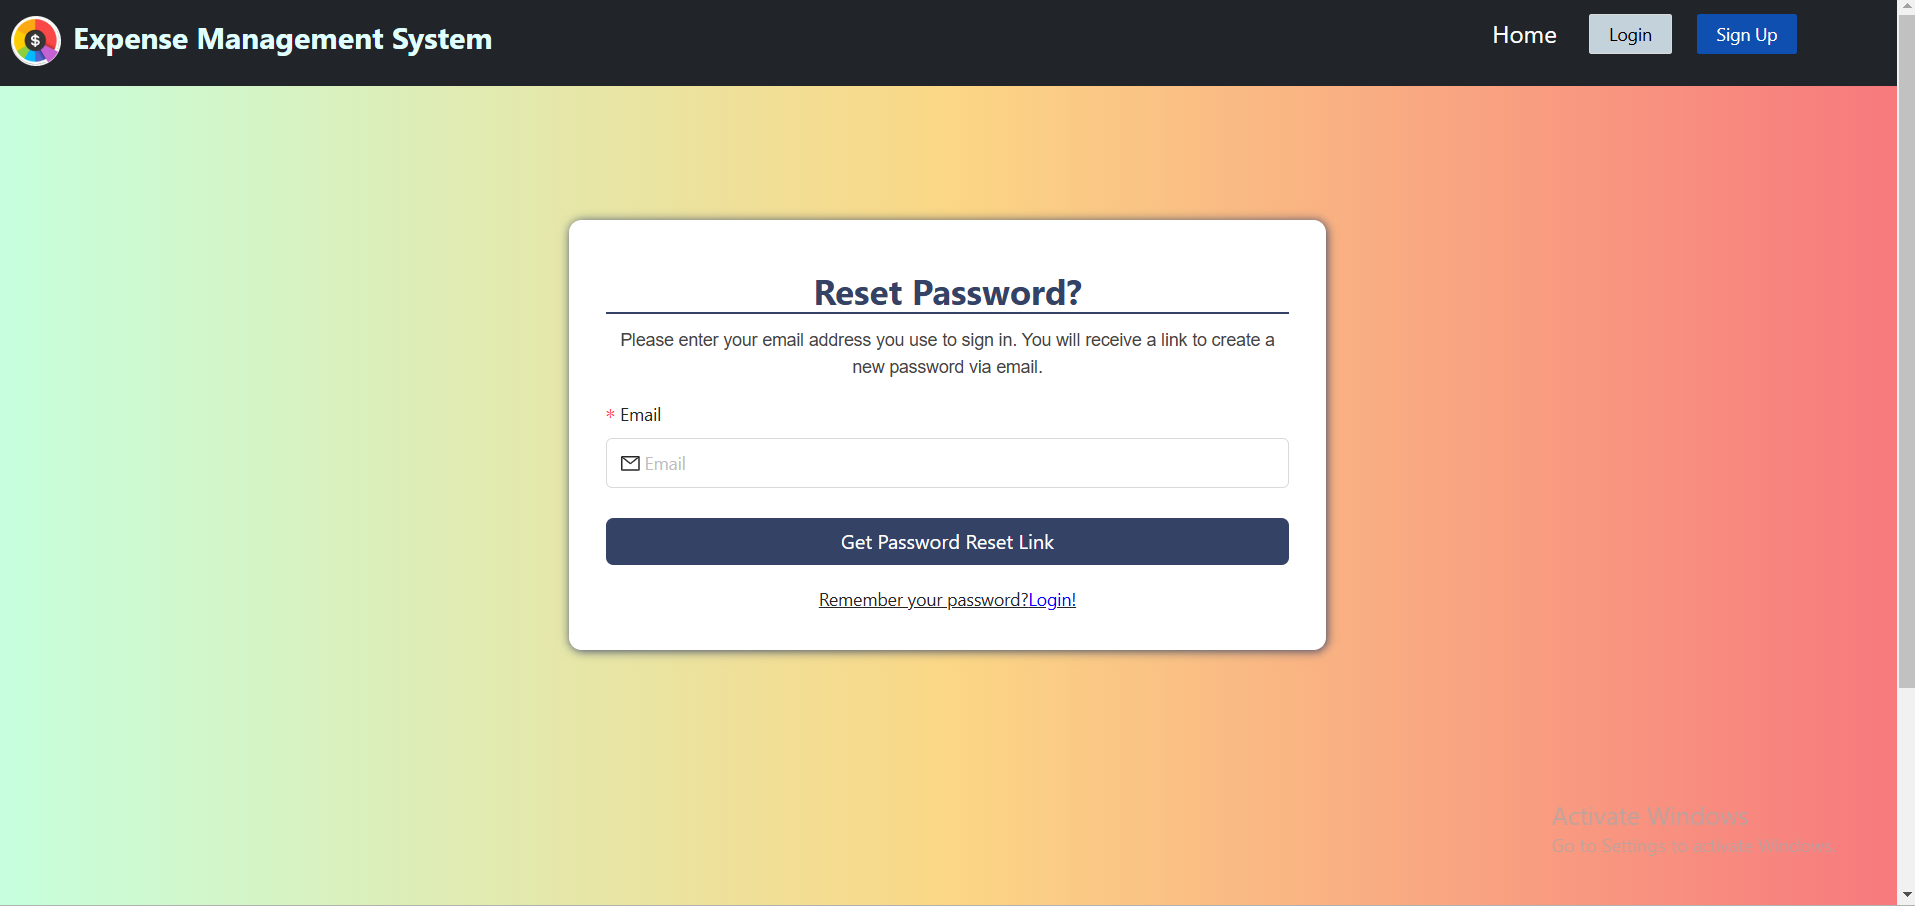 $ Expense Management System
Home Login Sign Up
Reset Password?
Please enter your email address you use to sign in. You will receive a link to create a
new password via email.
* Email
Email
Get Password Reset Link
Remember your password?Login!
Activate Windows
Go to Settings to activate Windows.